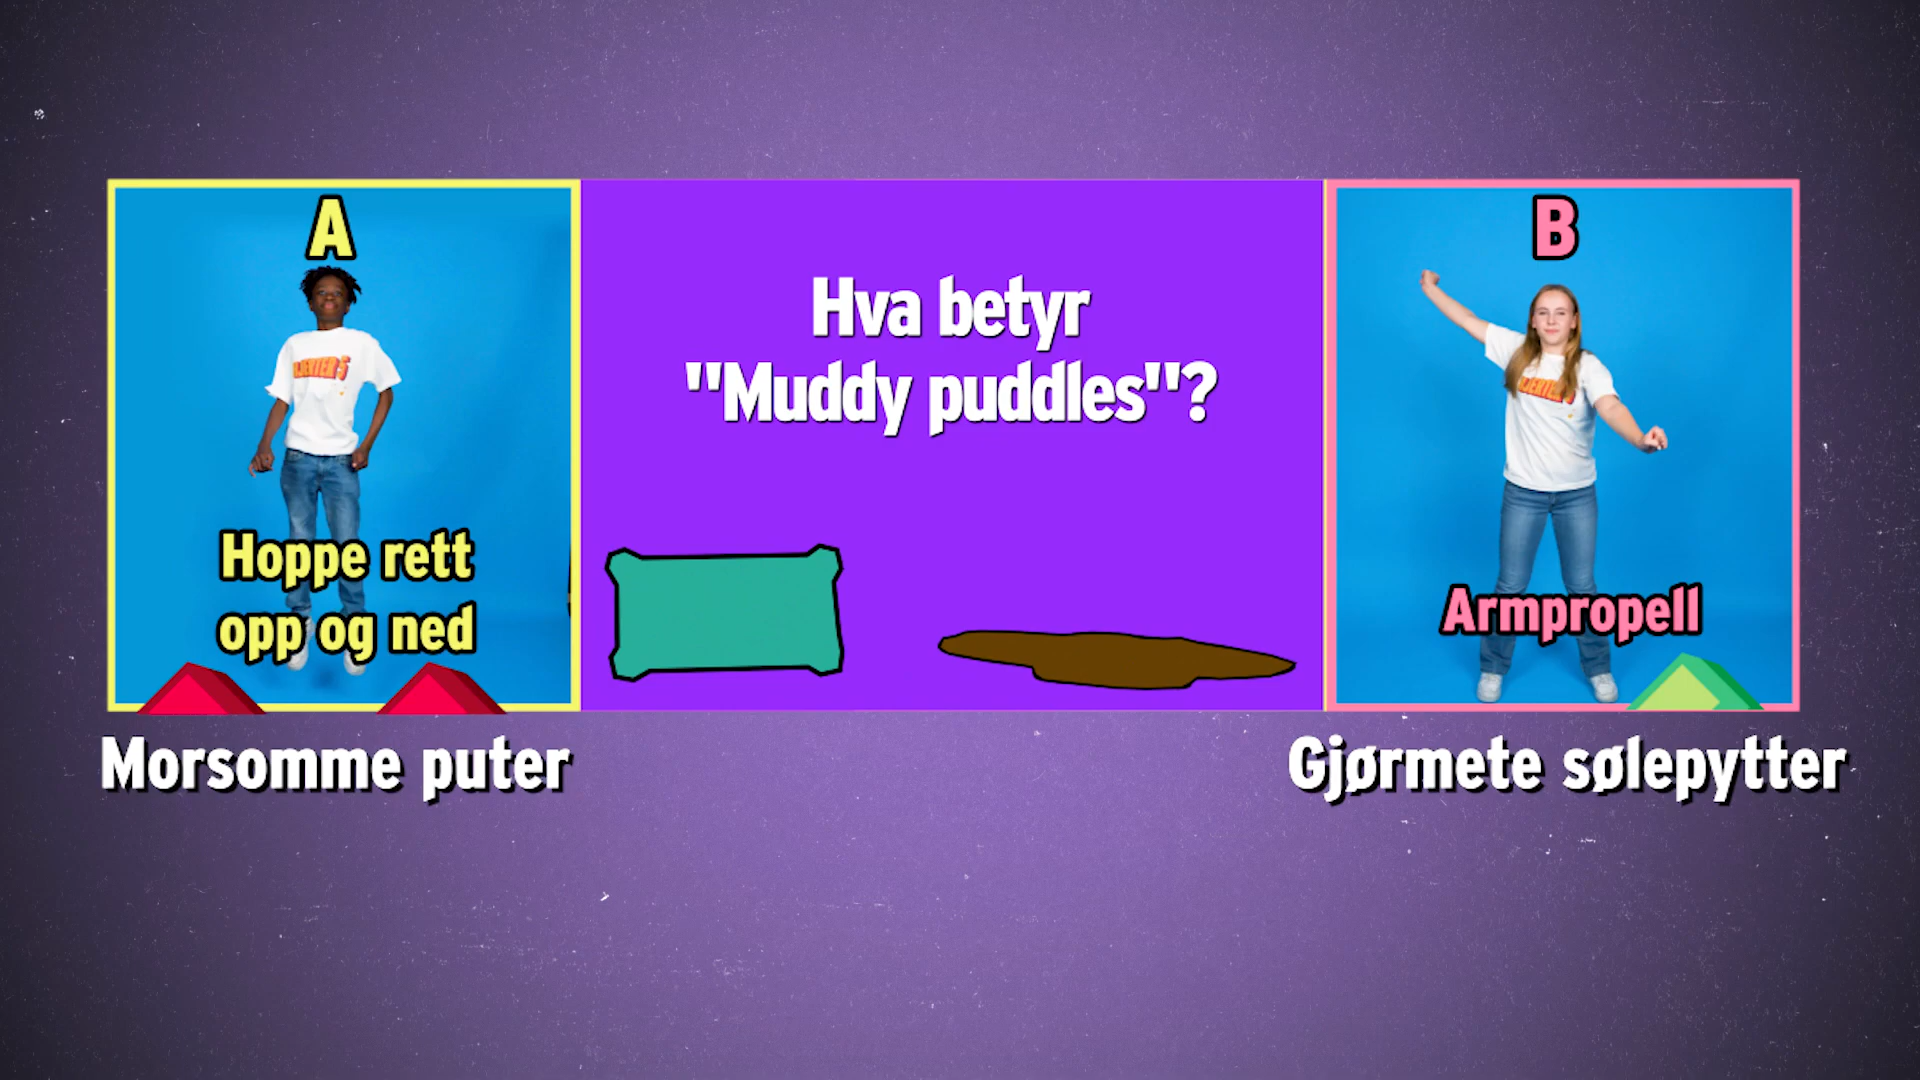 A
Hoppe rett
opp og ned
Morsomme puter
Hva betyr
"Muddy puddles"?
B
Armpropell
Gjørmete sølepytter